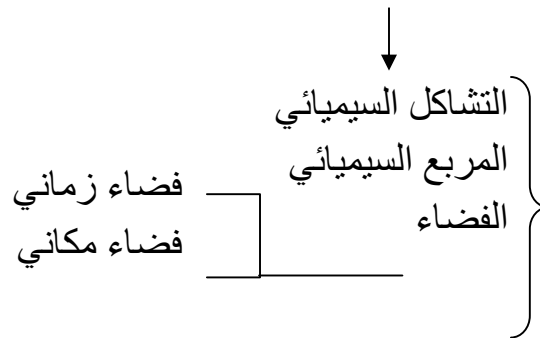 التشاكل السيميائي
المربع السيميائي
الفضاء
فضاء زماني
فضاء مكاني